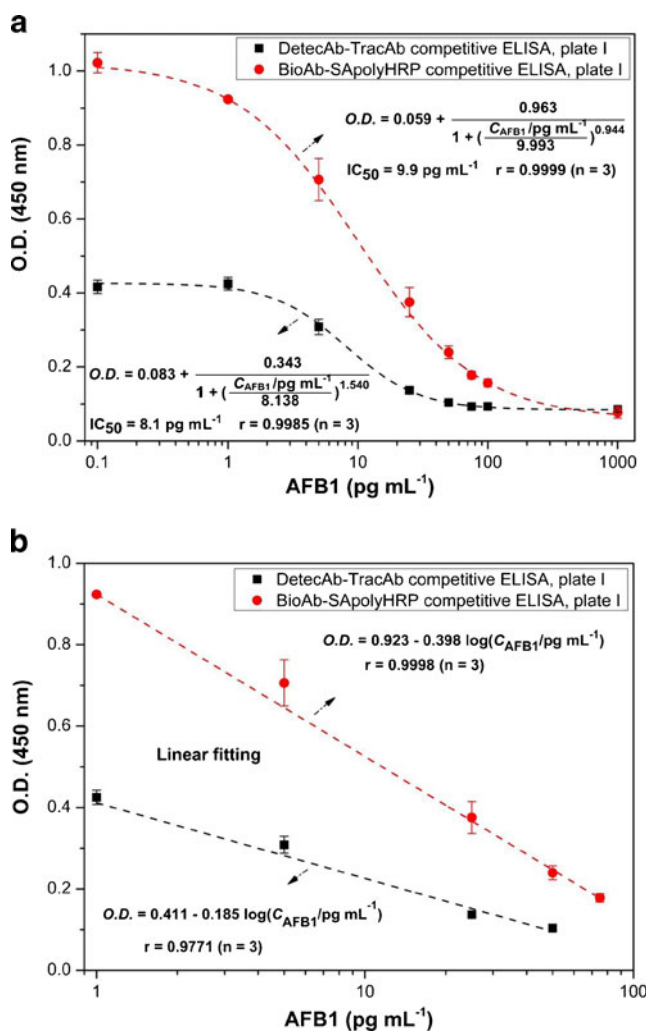 a
DetecAb-TracAb competitive ELISA, plate I
BioAb-SApolyHRP competitive ELISA, plate I
1.0
0.8
0.6
0.4
0.2
0.0
O.D. (450 nm)
O.D. = 0.059 + 0.963
1 + (C_AFB1/pg mL⁻¹
9.993)^0.944
IC₅₀ = 9.9 pg mL⁻¹ r = 0.9999 (n = 3)
O.D. = 0.083 + 0.343
1 + (C_AFB1/pg mL⁻¹
8.138)^1.540
IC₅₀ = 8.1 pg mL⁻¹ r = 0.9985 (n = 3)
0.1 1 10 100 1000
AFB1 (pg mL⁻¹)
b
DetecAb-TracAb competitive ELISA, plate I
BioAb-SApolyHRP competitive ELISA, plate I
1.0
0.8
0.6
0.4
0.2
0.0
O.D. (450 nm)
O.D. = 0.923 - 0.398 log(C_AFB1/pg mL⁻¹)
r = 0.9998 (n = 3)
Linear fitting
O.D. = 0.411 - 0.185 log(C_AFB1/pg mL⁻¹)
r = 0.9771 (n = 3)
1 10 100
AFB1 (pg mL⁻¹)